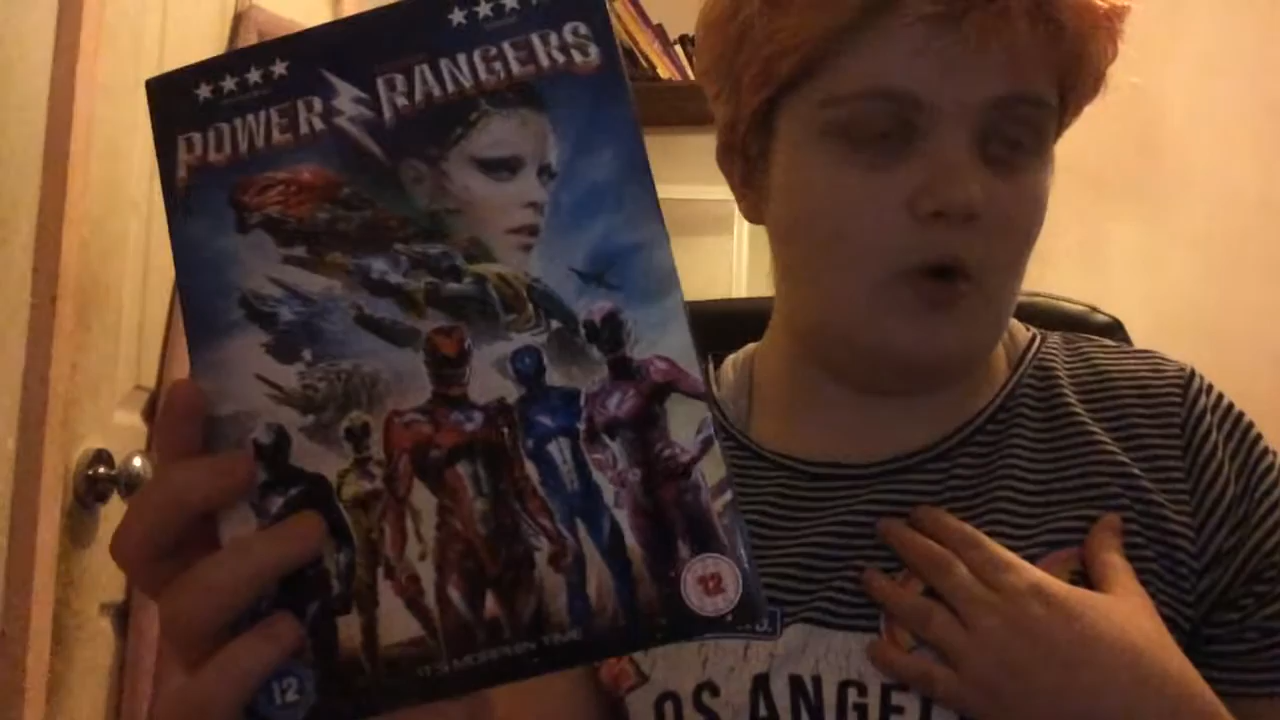 POWER RANGERS
12
IT'S MORPHIN TIME
12
OS ANGEL